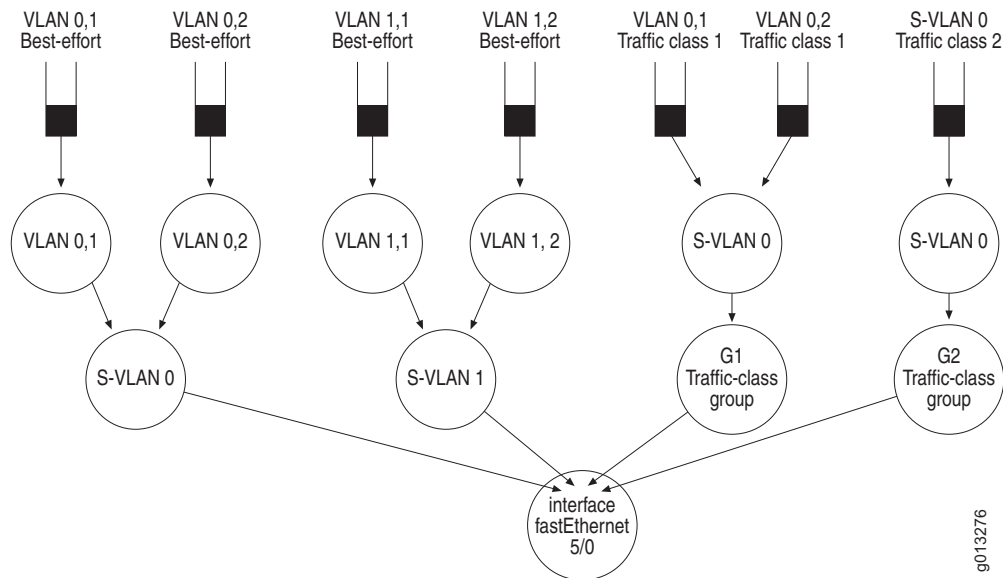 VLAN 0,1
Best-effort
VLAN 0,2
Best-effort
VLAN 1,1
Best-effort
VLAN 1,2
Best-effort
VLAN 0,1
Traffic class 1
VLAN 0,2
Traffic class 1
S-VLAN 0
Traffic class 2
VLAN 0,1
VLAN 0,2
VLAN 1,1
VLAN 1, 2
S-VLAN 0
S-VLAN 0
S-VLAN 0
S-VLAN 1
G1
Traffic-class
group
G2
Traffic-class
group
interface
fastEthernet
5/0
g013276